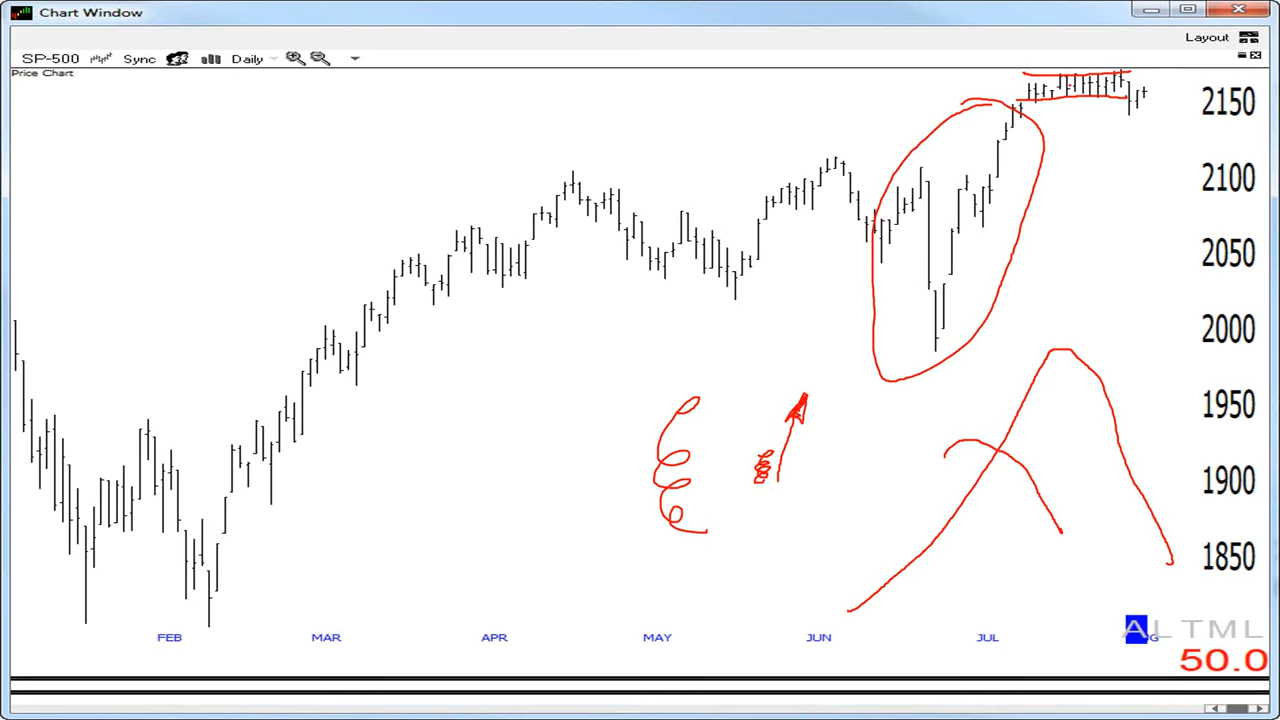 Chart Window
Layout
SP-500 Sync Daily
Price Chart
2150
2100
2050
2000
1950
1900
1850
FEB MAR APR MAY JUN JUL
ALTML
50.0